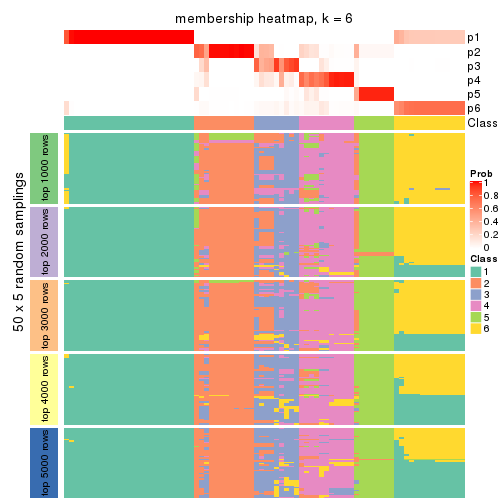 membership heatmap, k = 6
p1
p2
p3
p4
p5
p6
Class
50 x 5 random samplings
top 1000 rows
top 2000 rows
top 3000 rows
top 4000 rows
top 5000 rows
Prob
1
0.8
0.6
0.4
0.2
0
Class
1
2
3
4
5
6